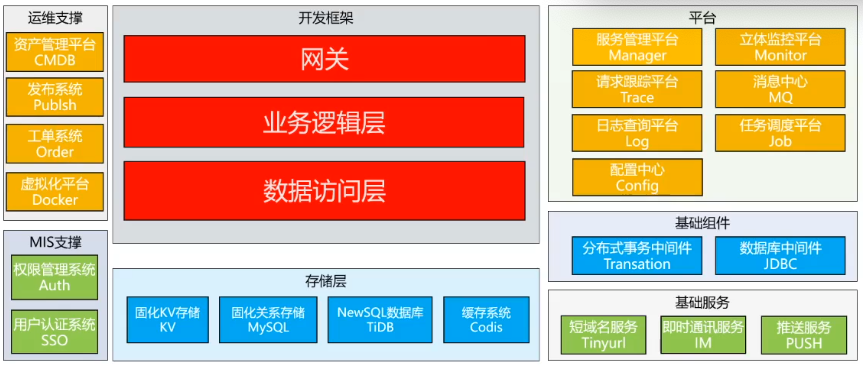 运维支撑
资产管理平台
CMDB
发布系统
Publsh
工单系统
Order
虚拟化平台
Docker
MIS支撑
权限管理系统
Auth
用户认证系统
SSO
开发框架
网关
业务逻辑层
数据访问层
存储层
固化KV存储
KV
固化关系存储
MySQL
NewSQL数据库
TiDB
缓存系统
Codis
平台
服务管理平台
Manager
立体监控平台
Monitor
请求跟踪平台
Trace
消息中心
MQ
日志查询平台
Log
任务调度平台
Job
配置中心
Config
基础组件
分布式事务中间件
Transation
数据库中间件
JDBC
基础服务
短域名服务
Tinyurl
即时通讯服务
IM
推送服务
PUSH